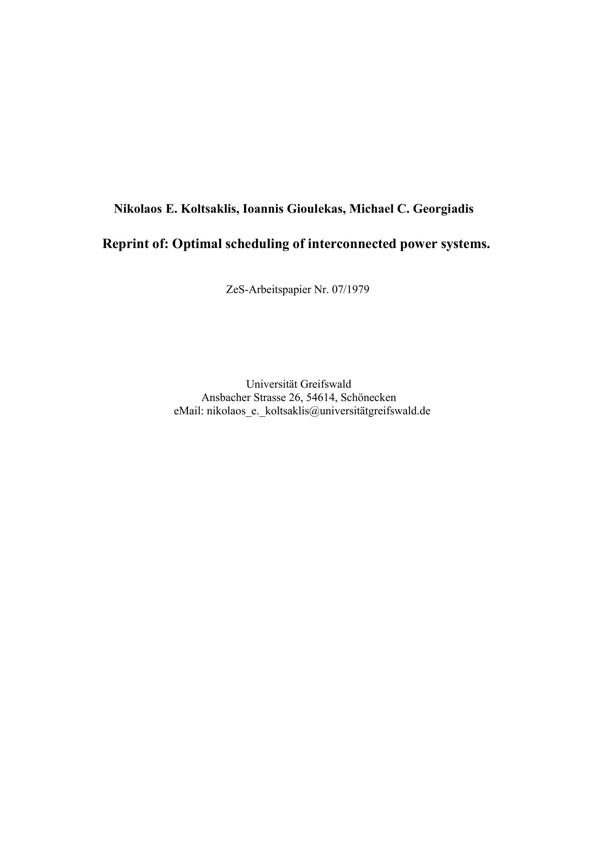 Nikolaos E. Koltsaklis, Ioannis Gioulekas, Michael C. Georgiadis
Reprint of: Optimal scheduling of interconnected power systems.
ZeS-Arbeitspapier Nr. 07/1979
Universität Greifswald
Ansbacher Strasse 26, 54614, Schönecken
eMail: nikolaos_e._koltsaklis@universitätgreifswald.de